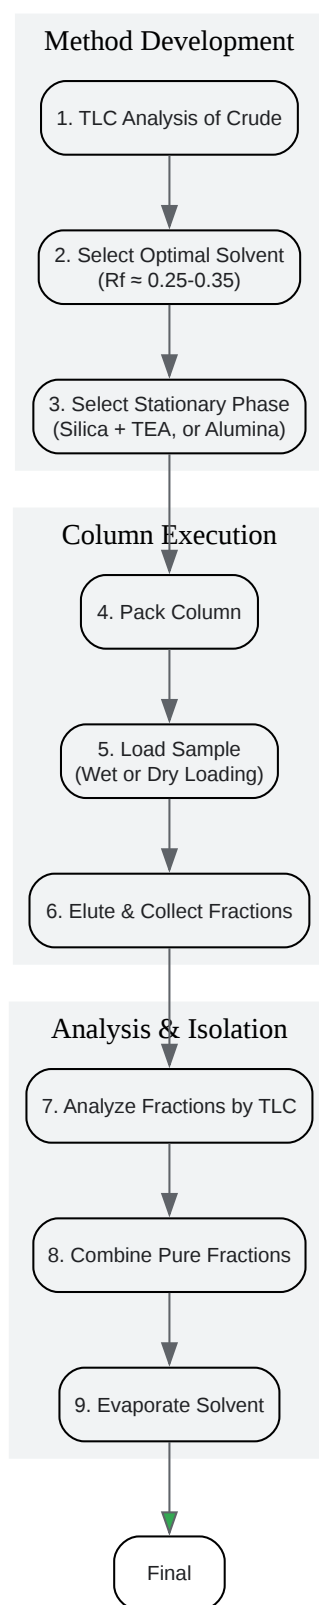 Method Development
1. TLC Analysis of Crude
2. Select Optimal Solvent
(Rf ≈ 0.25-0.35)
3. Select Stationary Phase
(Silica + TEA, or Alumina)
Column Execution
4. Pack Column
5. Load Sample
(Wet or Dry Loading)
6. Elute & Collect Fractions
Analysis & Isolation
7. Analyze Fractions by TLC
8. Combine Pure Fractions
9. Evaporate Solvent
Final